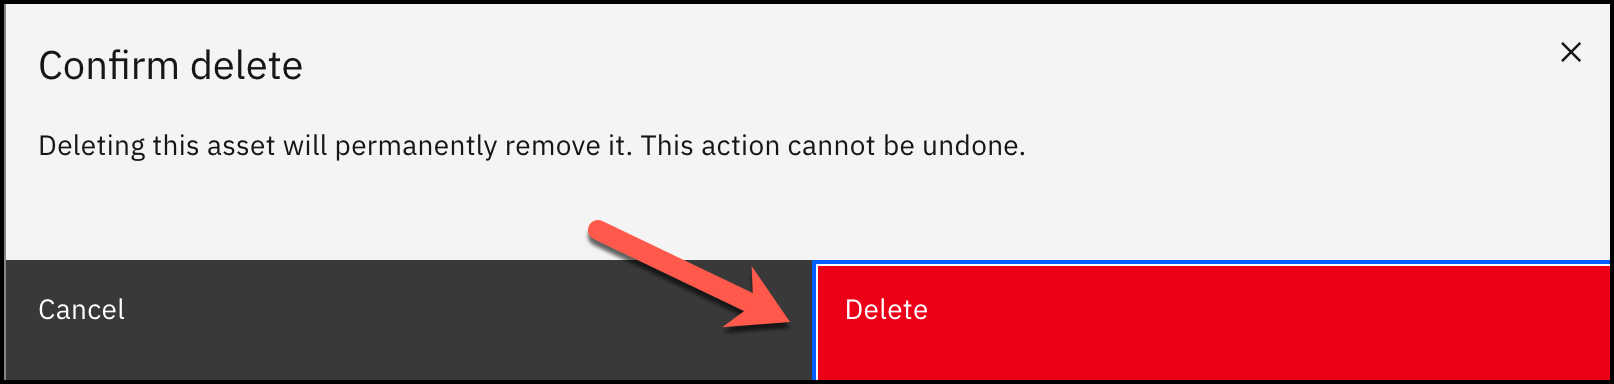 Confirm delete
Deleting this asset will permanently remove it. This action cannot be undone.
Cancel
Delete